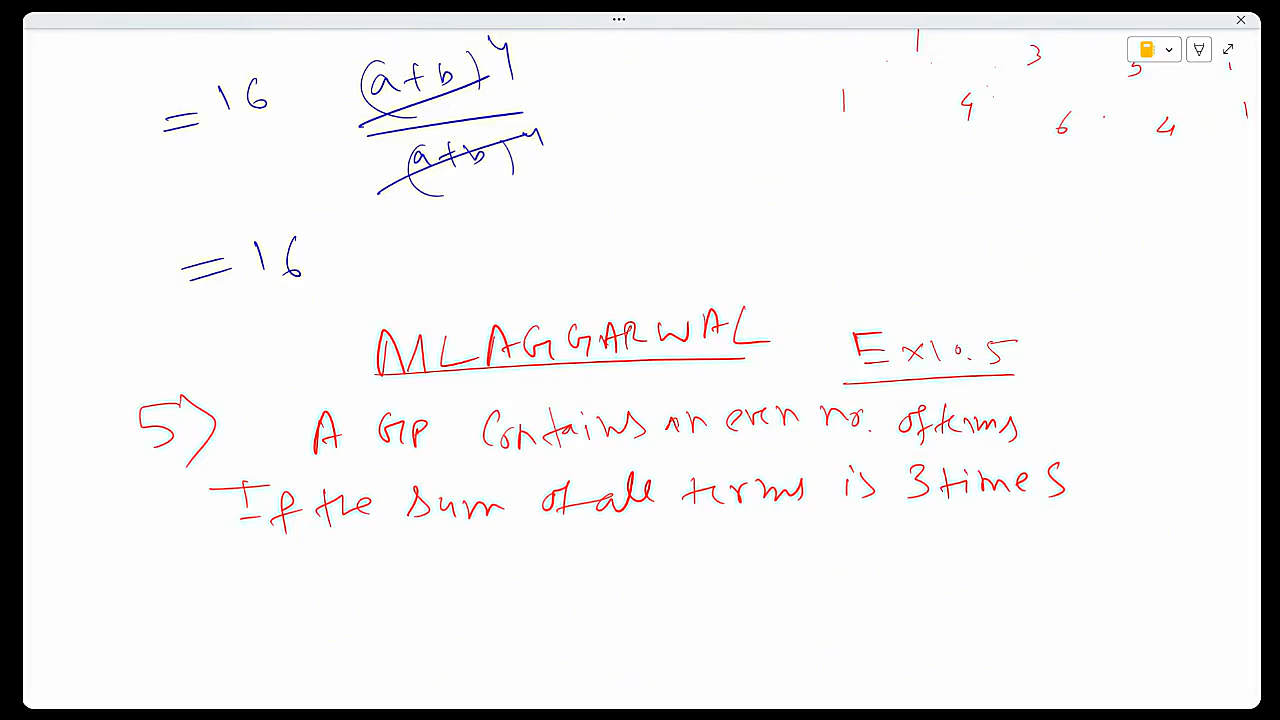 = 16 (a+b)^4
(a+b)^4
= 16
1 3 3 1
1 4 6 4 1
MLAGGARWAL Ex10.5
5) A GP Contains an even no. of terms
If the sum of all terms is 3 times